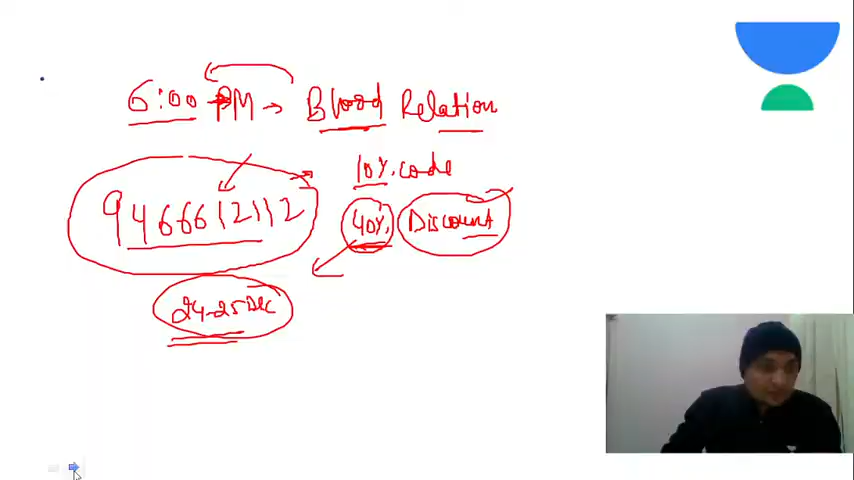 6:00 PM → Blood Relation
10% code
9466612112
40% Discount
24-25 Dec